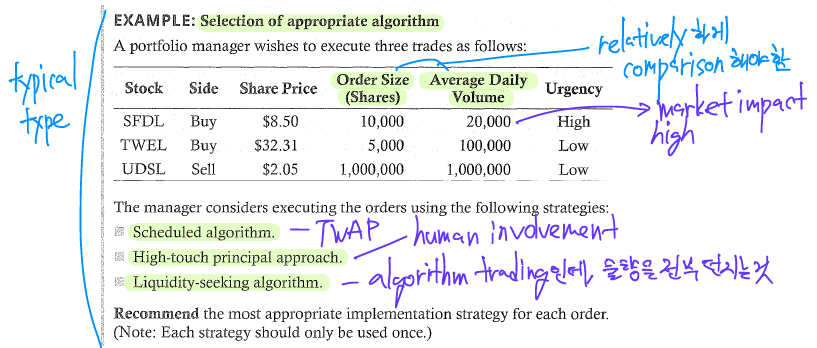 EXAMPLE: Selection of appropriate algorithm
A portfolio manager wishes to execute three trades as follows:
relatively 하게
comparison 해야함
typical
type
Stock Side Share Price Order Size (Shares) Average Daily Volume Urgency
SFDL Buy $8.50 10,000 20,000 High
market impact
high
TWEL Buy $32.31 5,000 100,000 Low
UDSL Sell $2.05 1,000,000 1,000,000 Low
The manager considers executing the orders using the following strategies:
Scheduled algorithm. – TWAP
High-touch principal approach. human involvement
Liquidity-seeking algorithm. – algorithm trading인데, 물량을 전부 던지는것
Recommend the most appropriate implementation strategy for each order.
(Note: Each strategy should only be used once.)